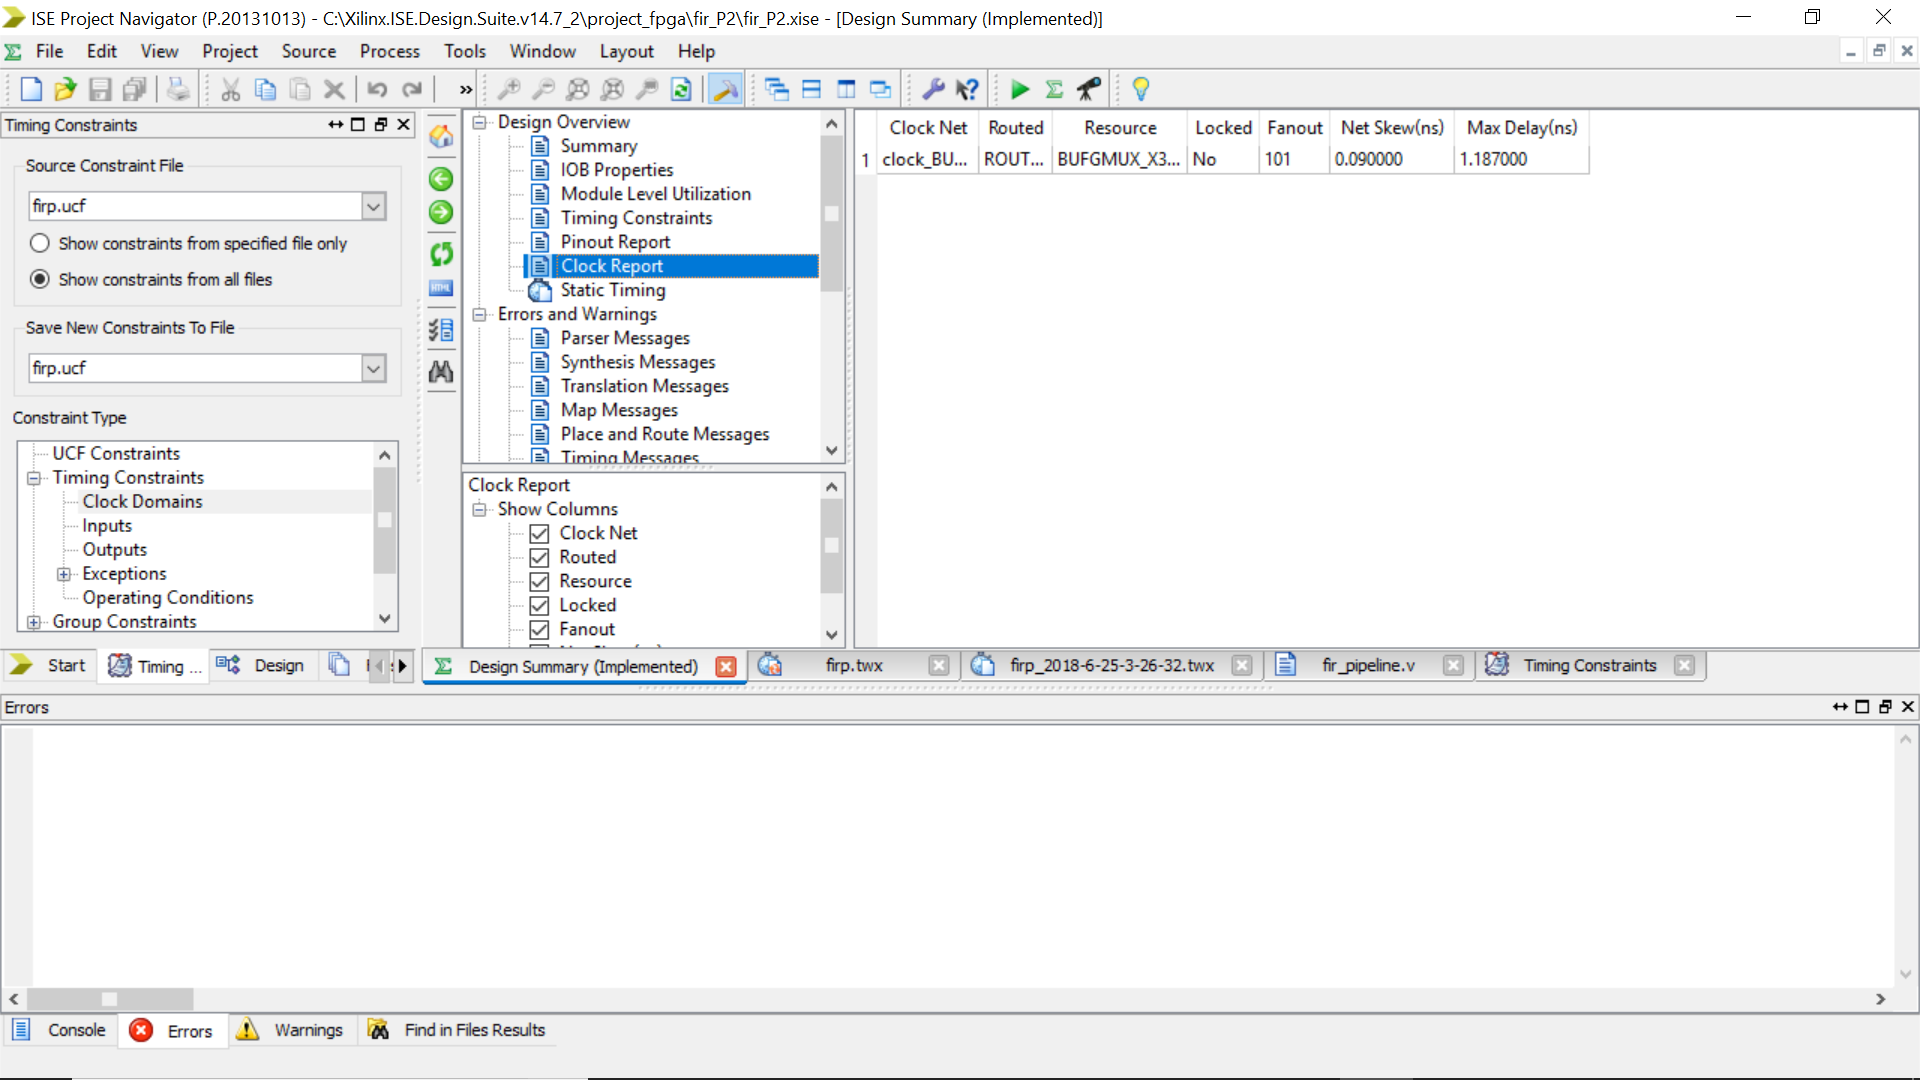 ISE Project Navigator (P.20131013) - C:\Xilinx.ISE.Design.Suite.v14.7_2\project_fpga\fir_P2\fir_P2.xise - [Design Summary (Implemented)]
File Edit View Project Source Process Tools Window Layout Help
»
Timing Constraints
Source Constraint File
firp.ucf
Show constraints from specified file only
Show constraints from all files
Save New Constraints To File
firp.ucf
Constraint Type
UCF Constraints
Timing Constraints
Clock Domains
Inputs
Outputs
Exceptions
Operating Conditions
Group Constraints
HTML
Design Overview
Summary
IOB Properties
Module Level Utilization
Timing Constraints
Pinout Report
Clock Report
Static Timing
Errors and Warnings
Parser Messages
Synthesis Messages
Translation Messages
Map Messages
Place and Route Messages
Timing Messages
Clock Report
Show Columns
Clock Net
Routed
Resource
Locked
Fanout
Clock Net Routed Resource Locked Fanout Net Skew(ns) Max Delay(ns)
1 clock_BU... ROUT... BUFGMUX_X3... No 101 0.090000 1.187000
Start Timing ... Design
Design Summary (Implemented) firp.twx firp_2018-6-25-3-26-32.twx fir_pipeline.v Timing Constraints
Errors
Console Errors Warnings Find in Files Results